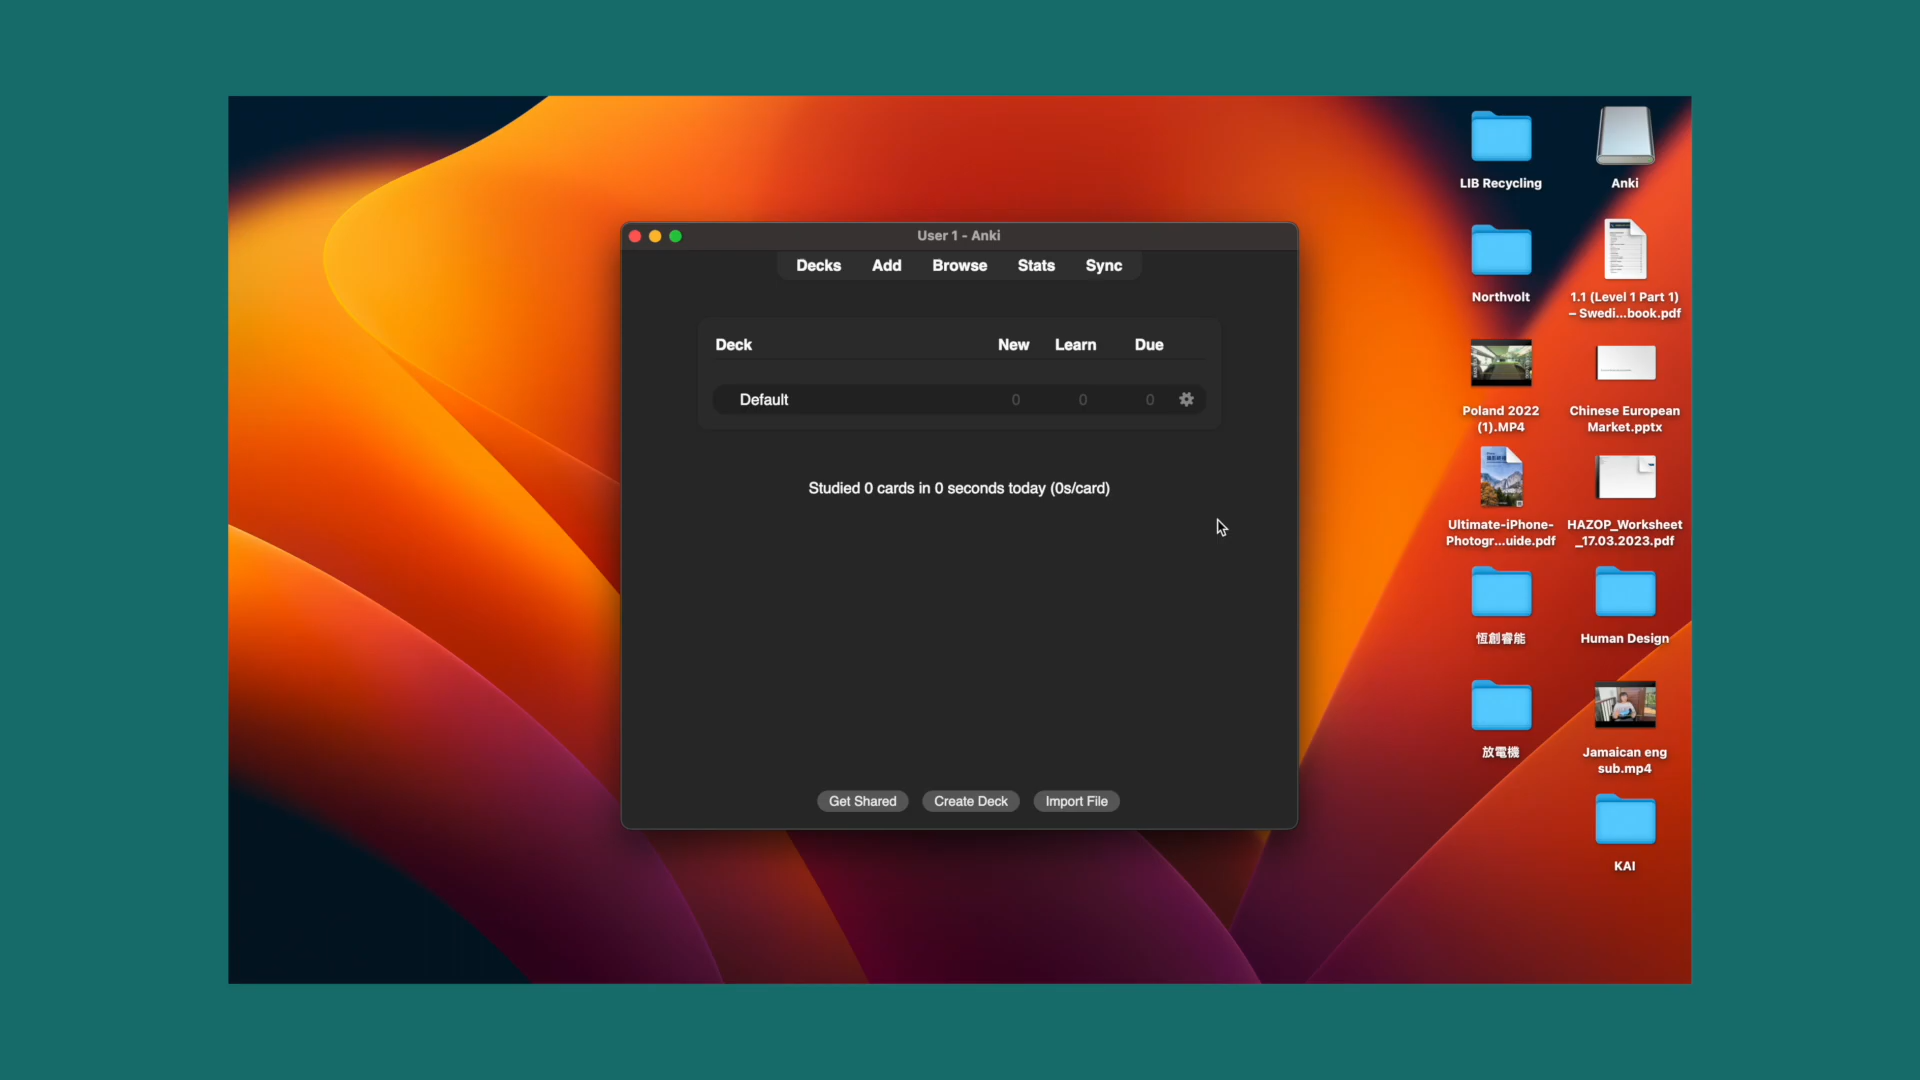 User 1 - Anki
Decks Add Browse Stats Sync
Deck New Learn Due
Default 0 0 0
Studied 0 cards in 0 seconds today (0s/card)
Get Shared Create Deck Import File
LIB Recycling
Anki
Northvolt
1.1 (Level 1 Part 1)
– Swedi...book.pdf
Poland 2022
(1).MP4
Chinese European
Market.pptx
Ultimate-iPhone-
Photogr...uide.pdf
HAZOP_Worksheet
_17.03.2023.pdf
恆創睿能
Human Design
放電機
Jamaican eng
sub.mp4
KAI